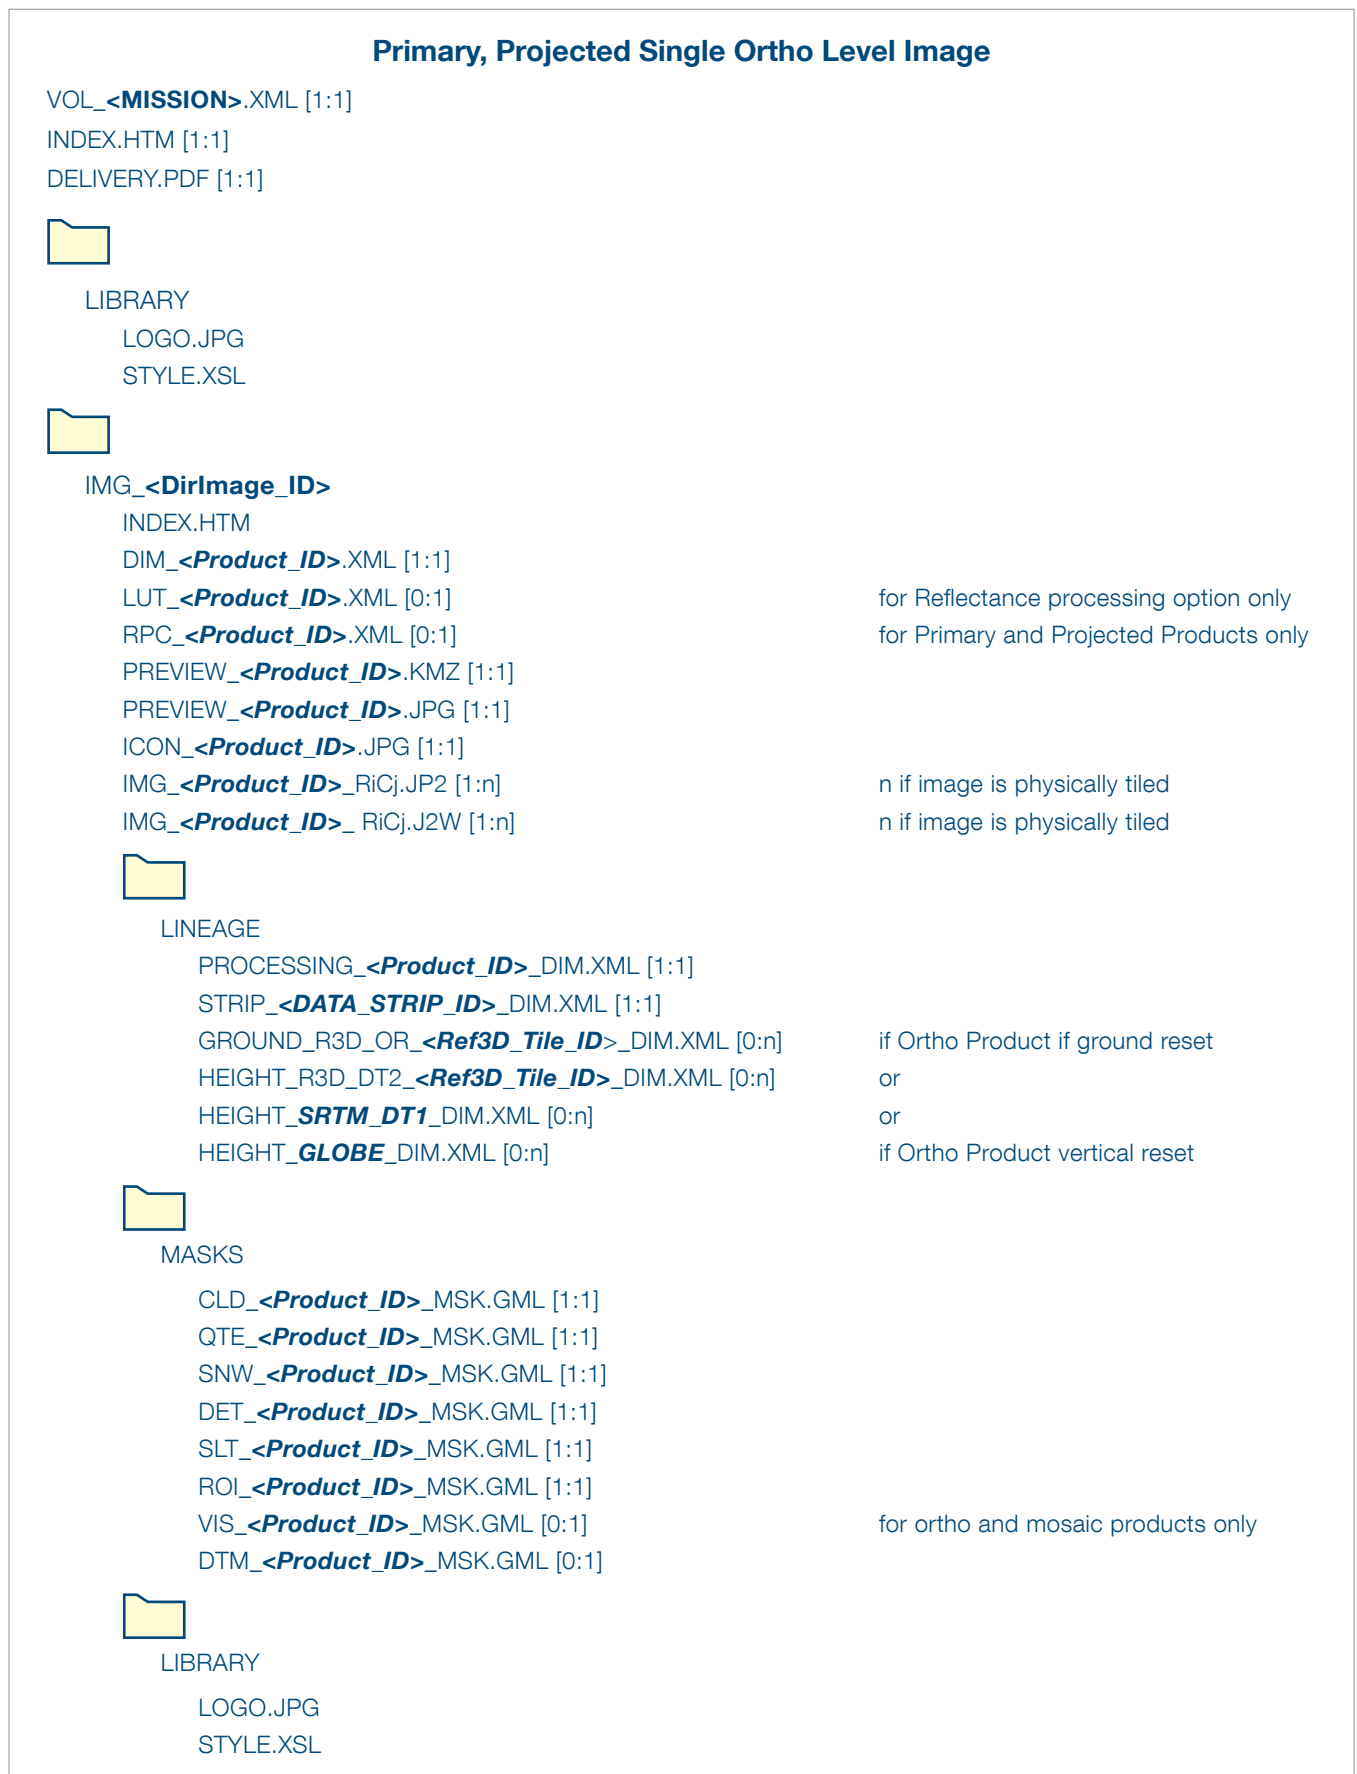 Primary, Projected Single Ortho Level Image
VOL_<MISSION>.XML [1:1]
INDEX.HTM [1:1]
DELIVERY.PDF [1:1]
LIBRARY
LOGO.JPG
STYLE.XSL
IMG_<DirImage_ID>
INDEX.HTM
DIM_<Product_ID>.XML [1:1]
LUT_<Product_ID>.XML [0:1] for Reflectance processing option only
RPC_<Product_ID>.XML [0:1] for Primary and Projected Products only
PREVIEW_<Product_ID>.KMZ [1:1]
PREVIEW_<Product_ID>.JPG [1:1]
ICON_<Product_ID>.JPG [1:1]
IMG_<Product_ID>_RiCj.JP2 [1:n] n if image is physically tiled
IMG_<Product_ID>_ RiCj.J2W [1:n] n if image is physically tiled
LINEAGE
PROCESSING_<Product_ID>_DIM.XML [1:1]
STRIP_<DATA_STRIP_ID>_DIM.XML [1:1]
GROUND_R3D_OR_<Ref3D_Tile_ID>_DIM.XML [0:n] if Ortho Product if ground reset
HEIGHT_R3D_DT2_<Ref3D_Tile_ID>_DIM.XML [0:n] or
HEIGHT_SRTM_DT1_DIM.XML [0:n] or
HEIGHT_GLOBE_DIM.XML [0:n] if Ortho Product vertical reset
MASKS
CLD_<Product_ID>_MSK.GML [1:1]
QTE_<Product_ID>_MSK.GML [1:1]
SNW_<Product_ID>_MSK.GML [1:1]
DET_<Product_ID>_MSK.GML [1:1]
SLT_<Product_ID>_MSK.GML [1:1]
ROI_<Product_ID>_MSK.GML [1:1]
VIS_<Product_ID>_MSK.GML [0:1] for ortho and mosaic products only
DTM_<Product_ID>_MSK.GML [0:1]
LIBRARY
LOGO.JPG
STYLE.XSL